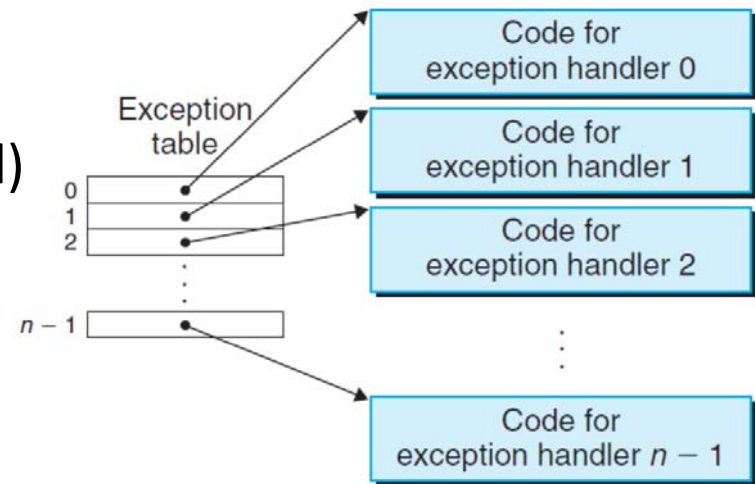 Code for
exception handler 0
Exception
table
Code for
exception handler 1
0
1
2
Code for
exception handler 2
n − 1
Code for
exception handler n − 1